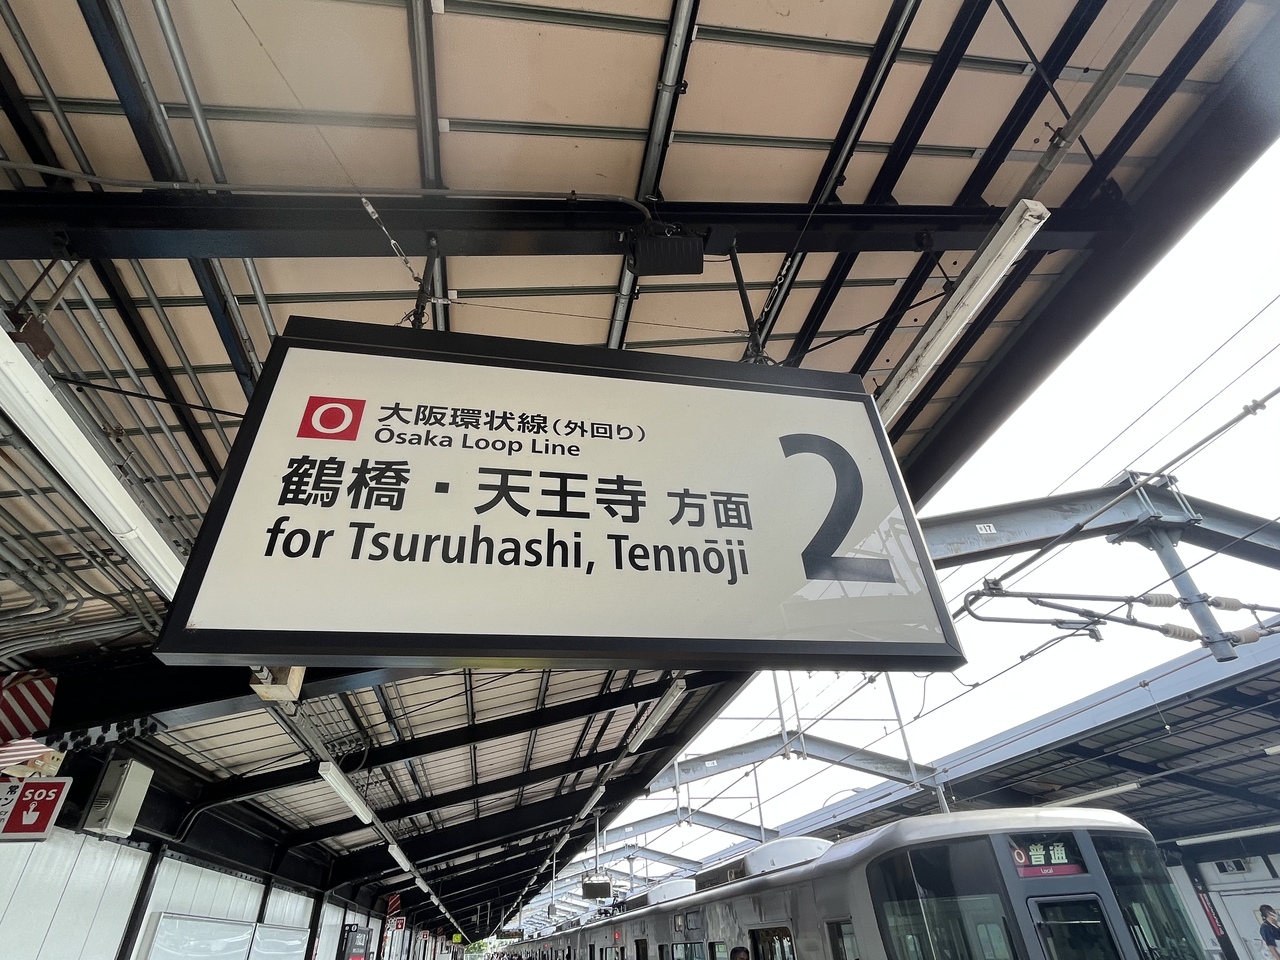 O 大阪環状線(外回り)
Ōsaka Loop Line
鶴橋・天王寺 方面
for Tsuruhashi, Tennōji
2
17
SOS
O 普通
Local